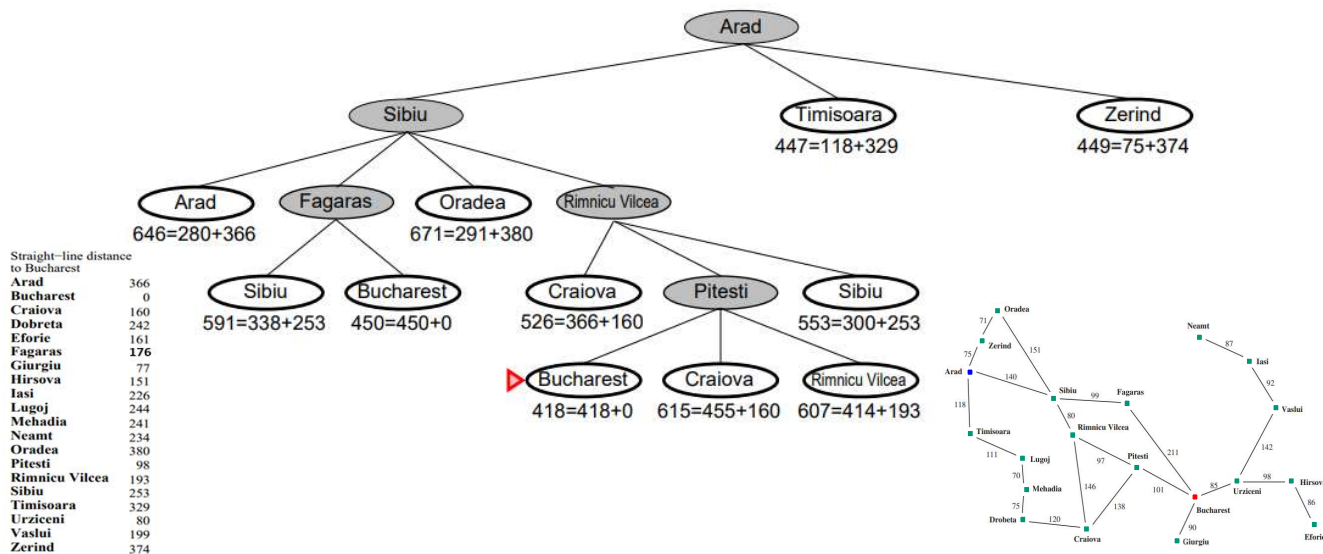 Arad
Sibiu
Timisoara
Zerind
447=118+329
449=75+374
Arad
Fagaras
Oradea
Rimnicu Vilcea
646=280+366
671=291+380
Sibiu
Bucharest
Craiova
Pitesti
Sibiu
591=338+253
450=450+0
526=366+160
553=300+253
Bucharest
Craiova
Rimnicu Vilcea
418=418+0
615=455+160
607=414+193
Straight−line distance
to Bucharest
Arad 366
Bucharest 0
Craiova 160
Dobreta 242
Eforie 161
Fagaras 176
Giurgiu 77
Hirsova 151
Iasi 226
Lugoj 244
Mehadia 241
Neamt 234
Oradea 380
Pitesti 98
Rimnicu Vilcea 193
Sibiu 253
Timisoara 329
Urziceni 80
Vaslui 199
Zerind 374
Oradea
71
Neamt
Zerind
87
151
75
Iasi
Arad
140
92
Sibiu
99
Fagaras
118
80
Vaslui
Timisoara
Rimnicu Vilcea
111
Lugoj
97
Pitesti
211
142
70
98
Hirsova
Mehadia
146
101
85
Urziceni
75
138
86
Bucharest
Drobeta
120
90
Craiova
Giurgiu
Eforie